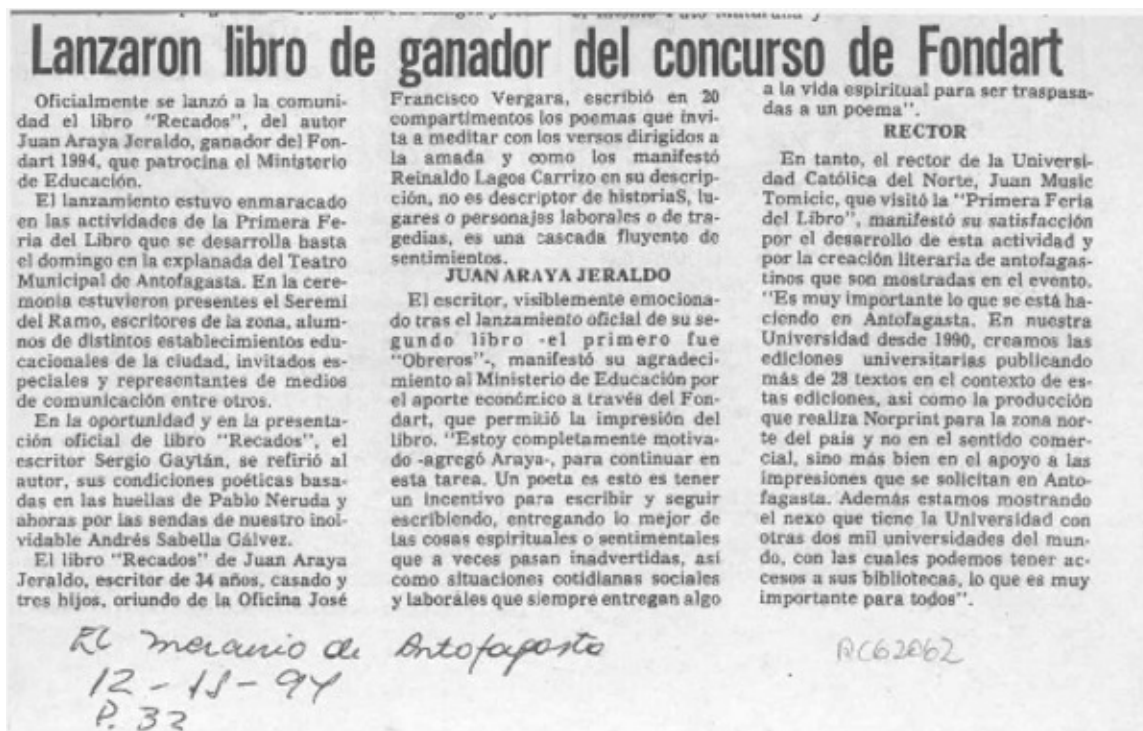 Lanzaron libro de ganador del concurso de Fondart
Oficialmente se lanzó a la comuni-
dad el libro "Recados", del autor
Juan Araya Jeraldo, ganador del Fon-
dart 1994, que patrocina el Ministerio
de Educación.
El lanzamiento estuvo enmaracado
en las actividades de la Primera Fe-
ria del Libro que se desarrolla hasta
el domingo en la explanada del Teatro
Municipal de Antofagasta. En la cere-
monia estuvieron presentes el Seremi
del Ramo, escritores de la zona, alum-
nos de distintos establecimientos edu-
cacionales de la ciudad, invitados es-
peciales y representantes de medios
de comunicación entre otros.
En la oportunidad y en la presenta-
ción oficial de libro "Recados", el
escritor Sergio Gaytán, se refirió al
autor, sus condiciones poéticas basa-
das en las huellas de Pablo Neruda y
ahoras por las sendas de nuestro inol-
vidable Andrés Sabella Gálvez.
El libro "Recados" de Juan Araya
Jeraldo, escritor de 34 años, casado y
tres hijos, oriundo de la Oficina José
Francisco Vergara, escribió en 20
compartimentos los poemas que invi-
ta a meditar con los versos dirigidos a
la amada y como los manifestó
Reinaldo Lagos Carrizo en su descrip-
ción, no es descriptor de historiaS, lu-
gares o personajes laborales o de tra-
gedias, es una cascada fluyente de
sentimientos.
JUAN ARAYA JERALDO
El escritor, visiblemente emociona-
do tras el lanzamiento oficial de su se-
gundo libro -el primero fue
"Obreros"-, manifestó su agradeci-
miento al Ministerio de Educación por
el aporte económico a través del Fon-
dart, que permitió la impresión del
libro. "Estoy completamente motiva-
do -agregó Araya-, para continuar en
esta tarea. Un poeta es esto es tener
un incentivo para escribir y seguir
escribiendo, entregando lo mejor de
las cosas espirituales o sentimentales
que a veces pasan inadvertidas, así
como situaciones cotidianas sociales
y laborales que siempre entregan algo
a la vida espiritual para ser traspasa-
das a un poema".
RECTOR
En tanto, el rector de la Universi-
dad Católica del Norte, Juan Music
Tomicic, que visitó la "Primera Feria
del Libro", manifestó su satisfacción
por el desarrollo de esta actividad y
por la creación literaria de antofagas-
tinos que son mostradas en el evento.
"Es muy importante lo que se está ha-
ciendo en Antofagasta. En nuestra
Universidad desde 1990, creamos las
ediciones universitarias publicando
más de 28 textos en el contexto de es-
tas ediciones, asi como la producción
que realiza Norprint para la zona nor-
te del país y no en el sentido comer-
cial, sino más bien en el apoyo a las
impresiones que se solicitan en Anto-
fagasta. Además estamos mostrando
el nexo que tiene la Universidad con
otras dos mil universidades del mun-
do, con las cuales podemos tener ac-
cesos a sus bibliotecas, lo que es muy
importante para todos".
El mercurio de Antofagasta
P. 33